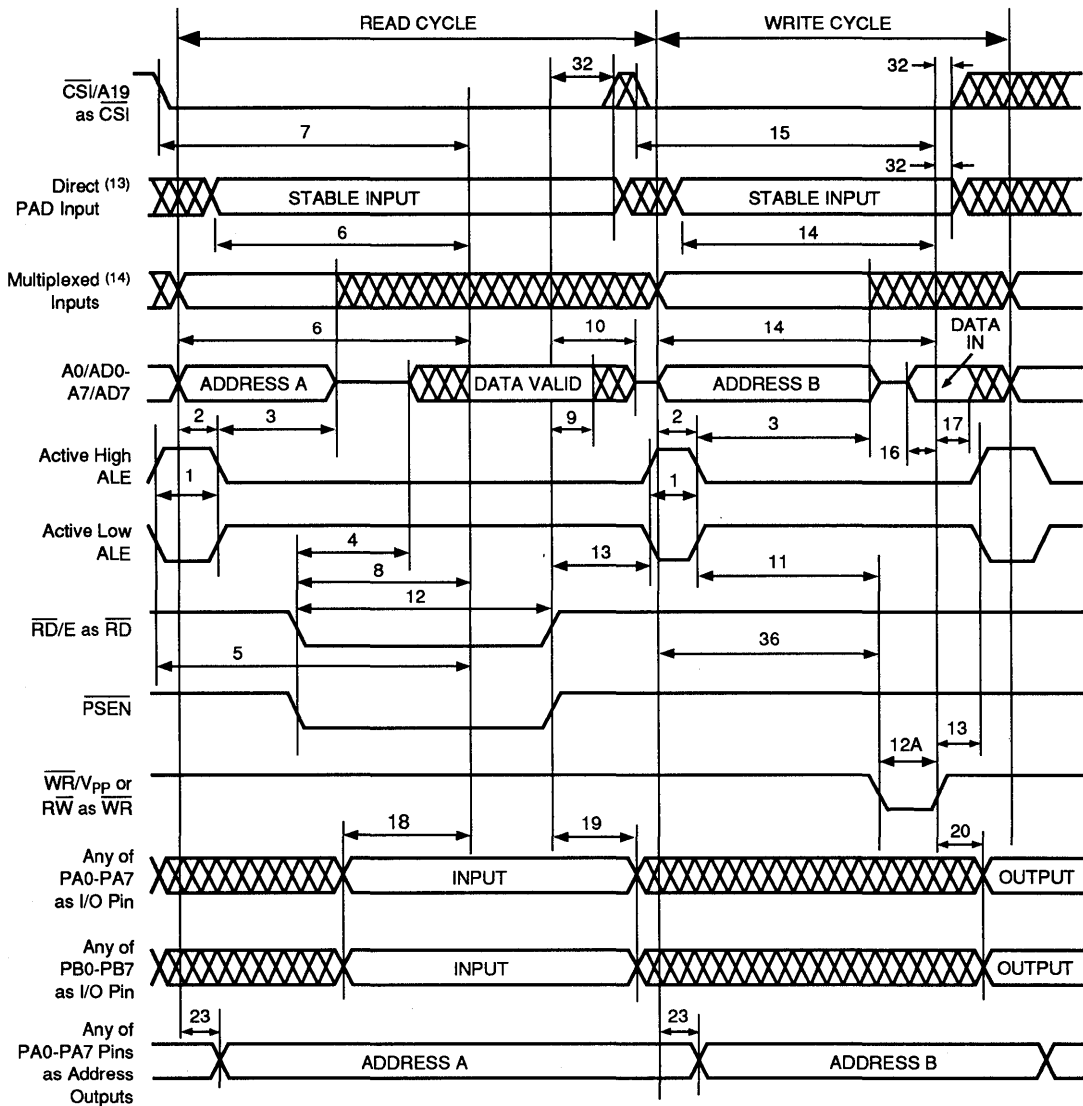 READ CYCLE WRITE CYCLE
32 32
CSI/A19
as CSI
7 15
32
Direct (13)
PAD Input
STABLE INPUT STABLE INPUT
6 14
Multiplexed (14)
Inputs
6 10 14 DATA
IN
A0/AD0-
A7/AD7
ADDRESS A DATA VALID ADDRESS B
2 3 9 2 3 16 17
Active High
ALE
1 1
Active Low
ALE
4 13 11
8
12
RD/E as RD
5 36
PSEN
12A 13
WR/VPP or
RW as WR
18 19 20
Any of
PA0-PA7
as I/O Pin
INPUT OUTPUT
Any of
PB0-PB7
as I/O Pin
INPUT OUTPUT
23 23
Any of
PA0-PA7 Pins
as Address
Outputs
ADDRESS A ADDRESS B